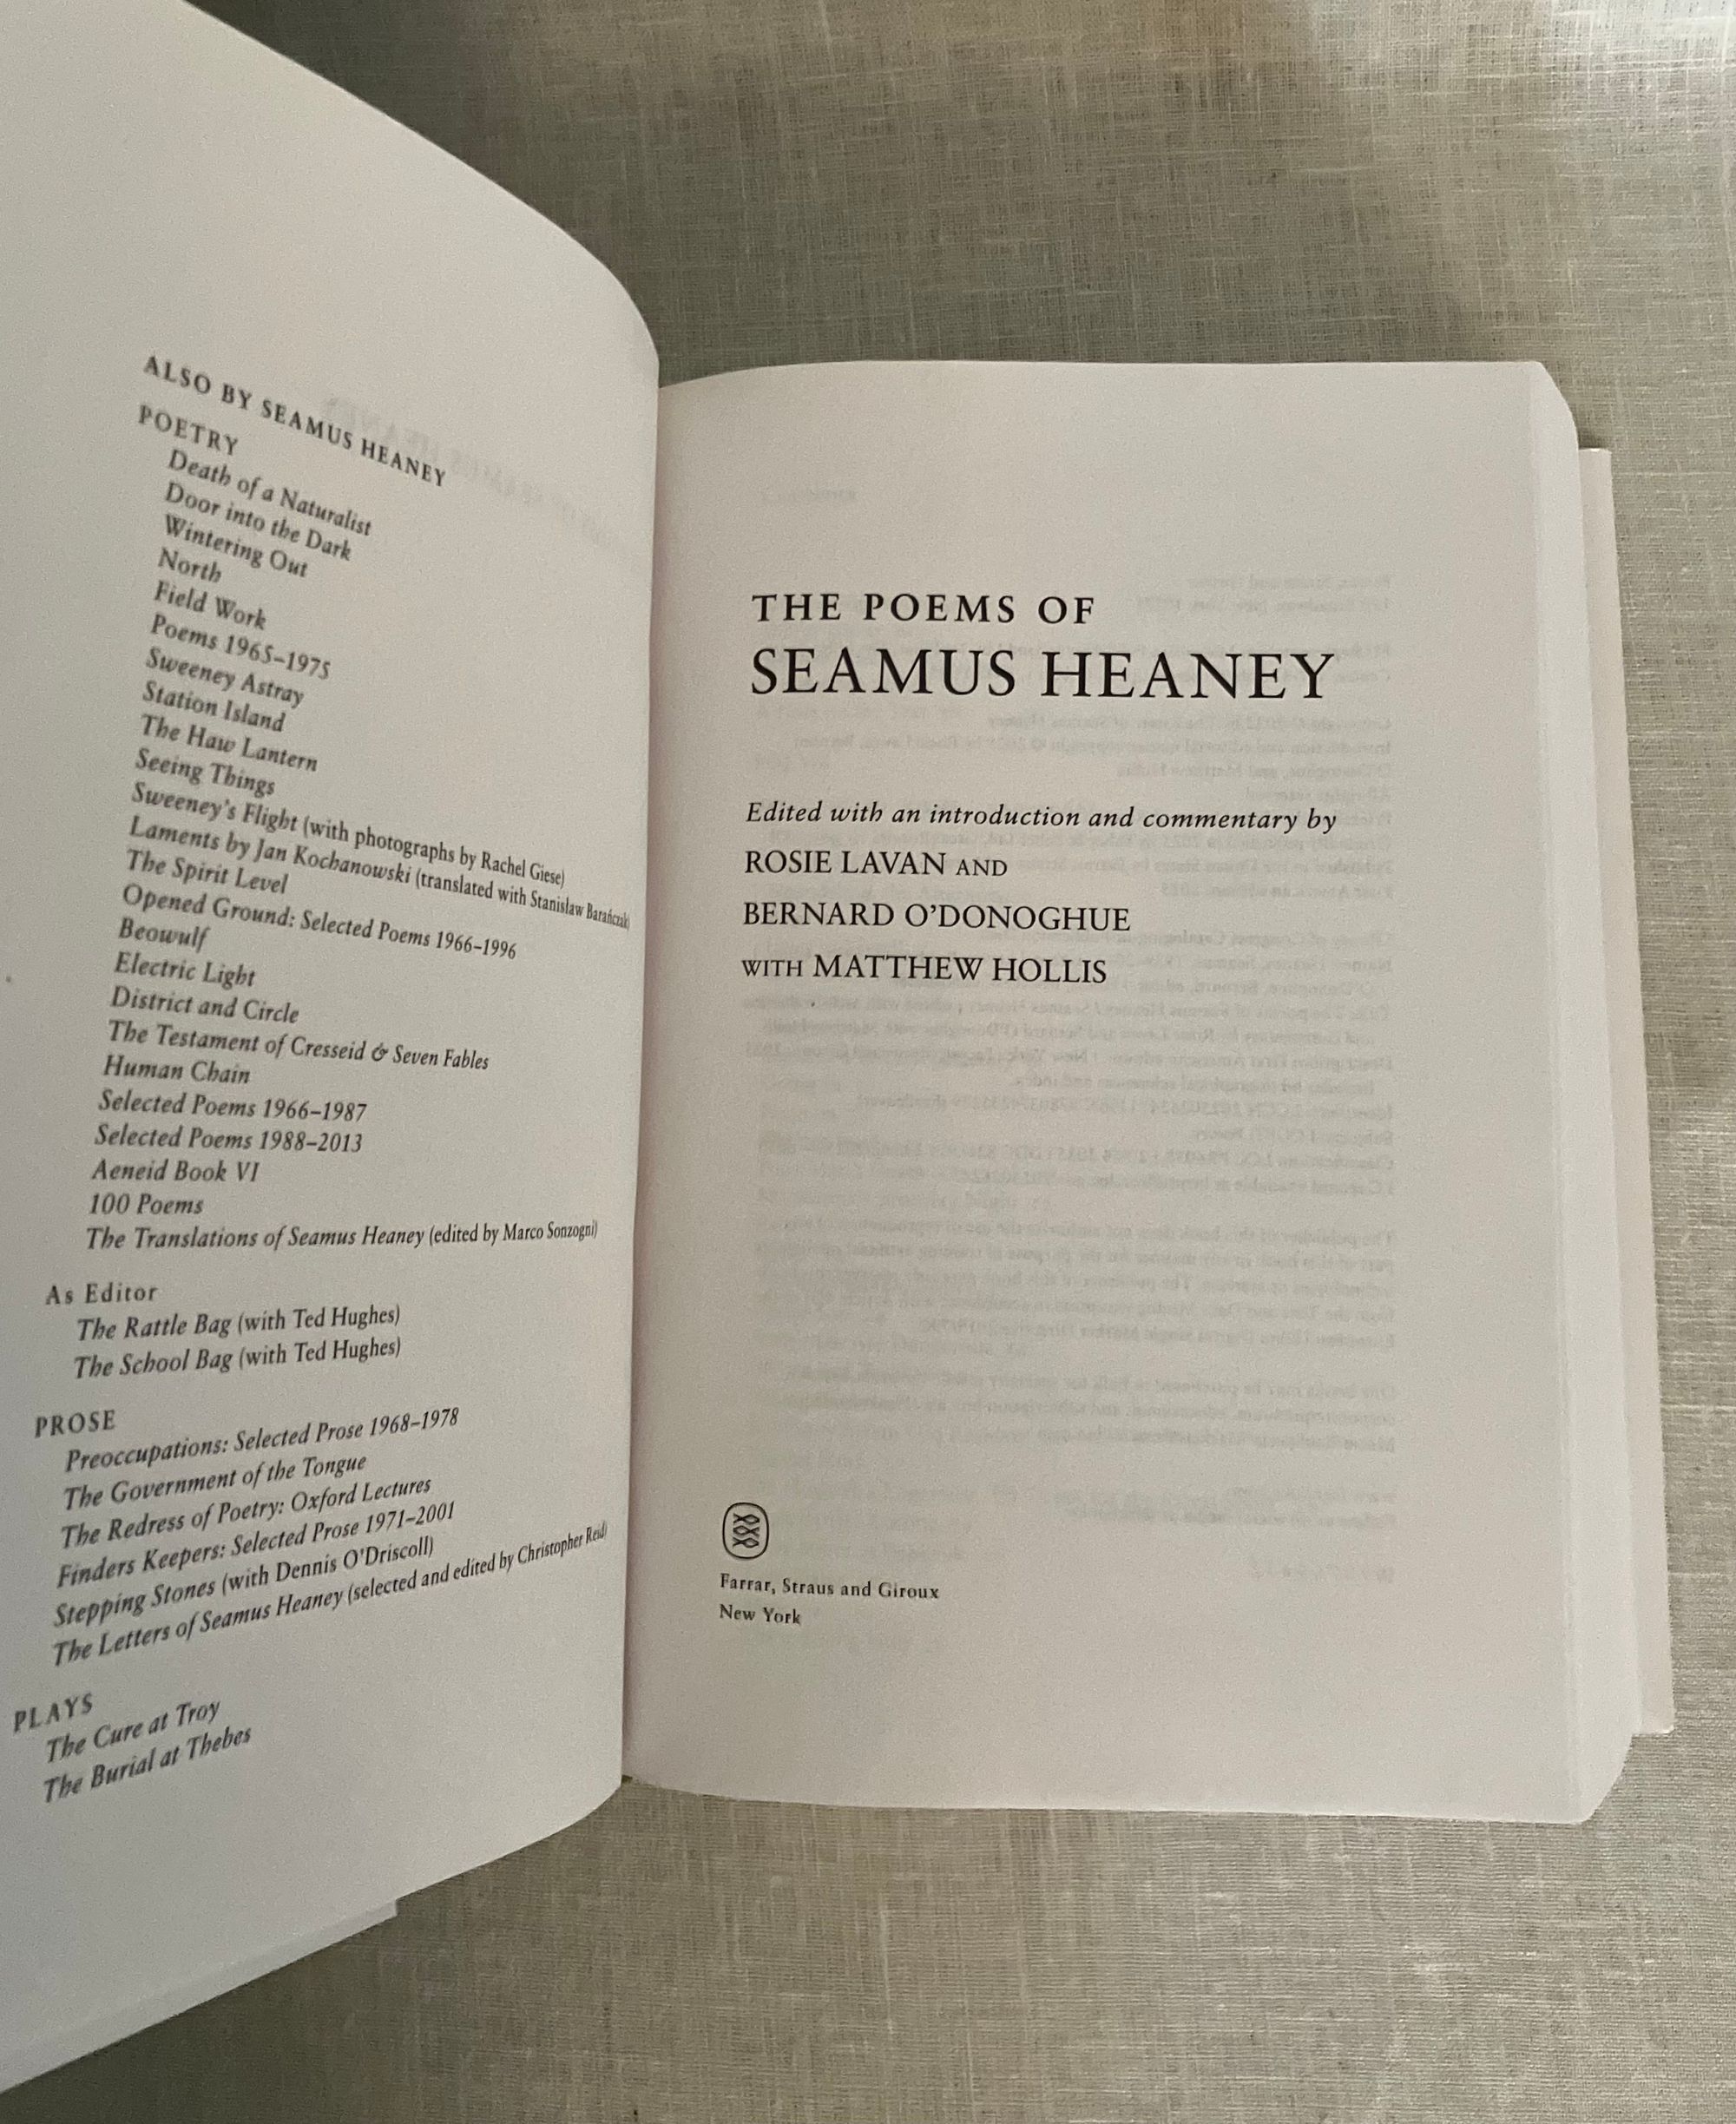 ALSO BY SEAMUS HEANEY
POETRY
Death of a Naturalist
Door into the Dark
Wintering Out
North
Field Work
Poems 1965–1975
Sweeney Astray
Station Island
The Haw Lantern
Seeing Things
Sweeney's Flight (with photographs by Rachel Giese)
Laments by Jan Kochanowski (translated with Stanisław Barańczak)
The Spirit Level
Opened Ground: Selected Poems 1966–1996
Beowulf
Electric Light
District and Circle
The Testament of Cresseid & Seven Fables
Human Chain
Selected Poems 1966–1987
Selected Poems 1988–2013
Aeneid Book VI
100 Poems
The Translations of Seamus Heaney (edited by Marco Sonzogni)
As Editor
The Rattle Bag (with Ted Hughes)
The School Bag (with Ted Hughes)
PROSE
Preoccupations: Selected Prose 1968–1978
The Government of the Tongue
The Redress of Poetry: Oxford Lectures
Finders Keepers: Selected Prose 1971–2001
Stepping Stones (with Dennis O'Driscoll)
The Letters of Seamus Heaney (selected and edited by Christopher Reid)
PLAYS
The Cure at Troy
The Burial at Thebes
THE POEMS OF
SEAMUS HEANEY
Edited with an introduction and commentary by
ROSIE LAVAN AND
BERNARD O'DONOGHUE
WITH MATTHEW HOLLIS
Farrar, Straus and Giroux
New York